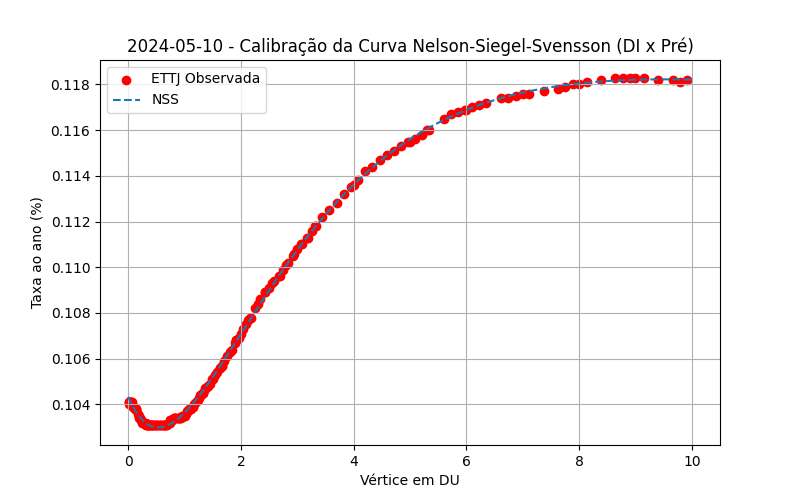 2024-05-10 - Calibração da Curva Nelson-Siegel-Svensson (DI x Pré)
ETTJ Observada
NSS
Taxa ao ano (%)
0.118
0.116
0.114
0.112
0.110
0.108
0.106
0.104
0 2 4 6 8 10
Vértice em DU